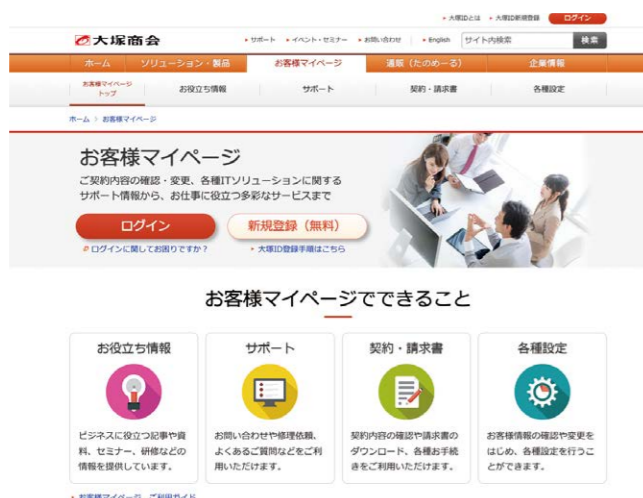 大塚IDとは 大塚ID新規登録 ログイン
大塚商会
サポート イベント・セミナー お問い合わせ English サイト内検索 検索
ホーム ソリューション・製品 お客様マイページ 通販（たのめーる） 企業情報
お客様マイページ
トップ
お役立ち情報 サポート 契約・請求書 各種設定
ホーム 〉 お客様マイページ
お客様マイページ
ご契約内容の確認・変更、各種ITソリューションに関する
サポート情報から、お仕事に役立つ多彩なサービスまで
ログイン 新規登録（無料）
ログインに関してお困りですか？ 大塚ID登録手順はこちら
お客様マイページでできること
お役立ち情報 サポート 契約・請求書 各種設定
ビジネスに役立つ記事や資 お問い合わせや修理依頼、 契約内容の確認や請求書の お客様情報の確認や変更を
料、セミナー、研修などの よくあるご質問などをご利 ダウンロード、各種お手続 はじめ、各種設定を行うこ
情報を提供しています。 用いただけます。 きをご利用いただけます。 とができます。
お客様マイページ ご利用ガイド